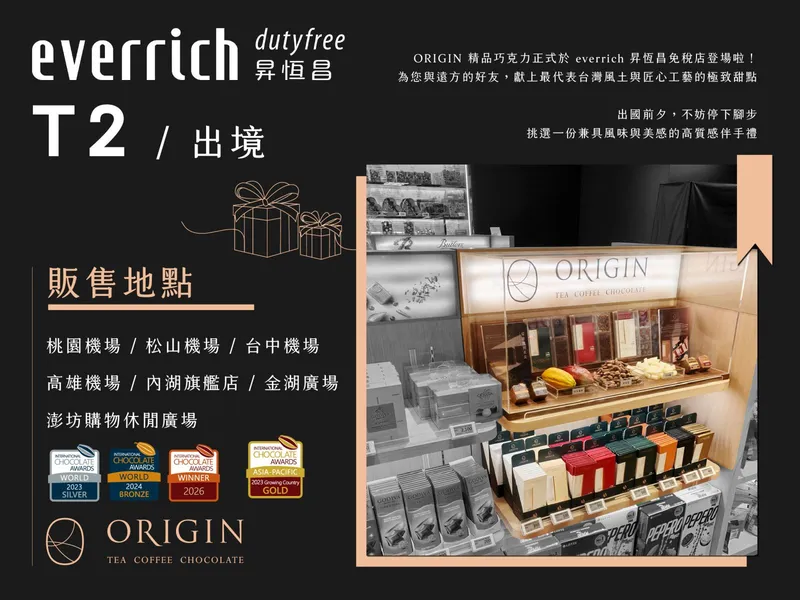 everrich dutyfree
昇恆昌
T2 / 出境
ORIGIN 精品巧克力正式於 everrich 昇恆昌免稅店登場啦！
為您與遠方的好友，獻上最代表台灣風土與匠心工藝的極致甜點
出國前夕，不妨停下腳步
挑選一份兼具風味與美感的高質感伴手禮
販售地點
桃園機場 / 松山機場 / 台中機場
高雄機場 / 內湖旗艦店 / 金湖廣場
澎坊購物休閒廣場
INTERNATIONAL
CHOCOLATE
AWARDS
WORLD
2023
SILVER
INTERNATIONAL
CHOCOLATE
AWARDS
WORLD
2024
BRONZE
INTERNATIONAL
CHOCOLATE
AWARDS
WINNER
2026
INTERNATIONAL
CHOCOLATE
AWARDS
ASIA-PACIFIC
2023 Growing Country
GOLD
ORIGIN
TEA COFFEE CHOCOLATE
ORIGIN
TEA COFFEE CHOCOLATE
PEPERO
PEPERO